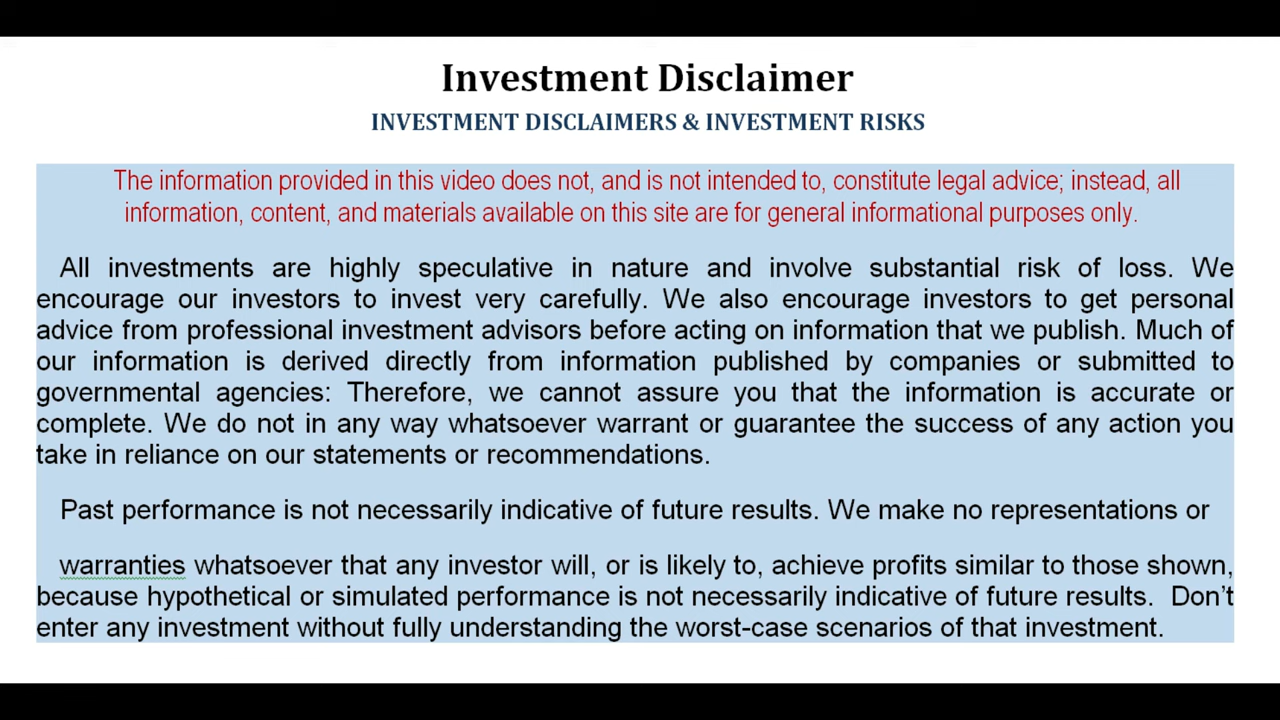 Investment Disclaimer
INVESTMENT DISCLAIMERS & INVESTMENT RISKS
The information provided in this video does not, and is not intended to, constitute legal advice; instead, all
information, content, and materials available on this site are for general informational purposes only.
All investments are highly speculative in nature and involve substantial risk of loss. We
encourage our investors to invest very carefully. We also encourage investors to get personal
advice from professional investment advisors before acting on information that we publish. Much of
our information is derived directly from information published by companies or submitted to
governmental agencies: Therefore, we cannot assure you that the information is accurate or
complete. We do not in any way whatsoever warrant or guarantee the success of any action you
take in reliance on our statements or recommendations.
Past performance is not necessarily indicative of future results. We make no representations or
warranties whatsoever that any investor will, or is likely to, achieve profits similar to those shown,
because hypothetical or simulated performance is not necessarily indicative of future results.  Don’t
enter any investment without fully understanding the worst-case scenarios of that investment.